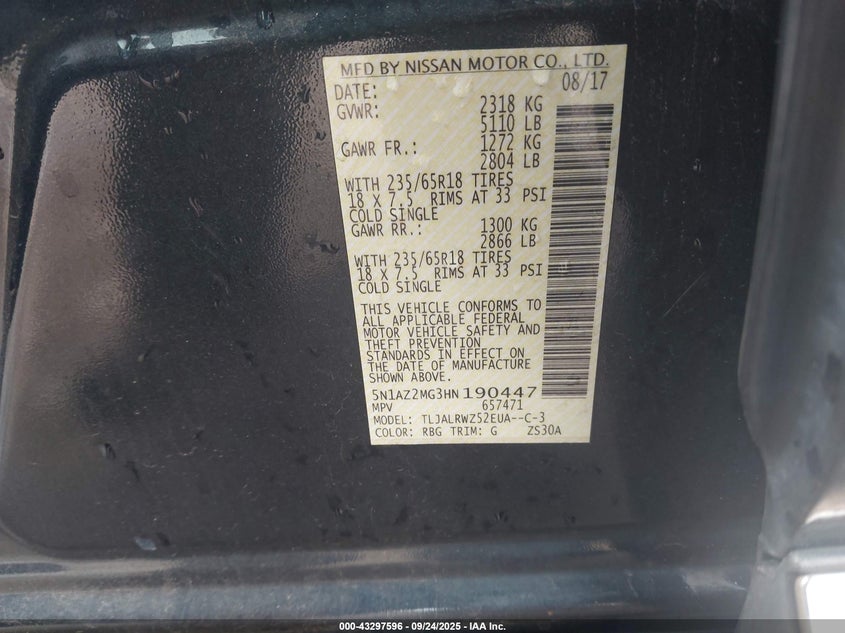 MFD BY NISSAN MOTOR CO., LTD.
DATE: 08/17
GVWR: 2318 KG
5110 LB
GAWR FR.: 1272 KG
2804 LB
WITH 235/65R18 TIRES
18 X 7.5 RIMS AT 33 PSI
COLD SINGLE
GAWR RR.: 1300 KG
2866 LB
WITH 235/65R18 TIRES
18 X 7.5 RIMS AT 33 PSI
COLD SINGLE
THIS VEHICLE CONFORMS TO
ALL APPLICABLE FEDERAL
MOTOR VEHICLE SAFETY AND
THEFT PREVENTION
STANDARDS IN EFFECT ON
THE DATE OF MANUFACTURE
SHOWN ABOVE.
5N1AZ2MG3HN190447
MPV 657471
MODEL: TLJALRWZ52EUA--C-3
COLOR: RBG TRIM: G ZS30A
000-43297596 - 09/24/2025 - IAA Inc.